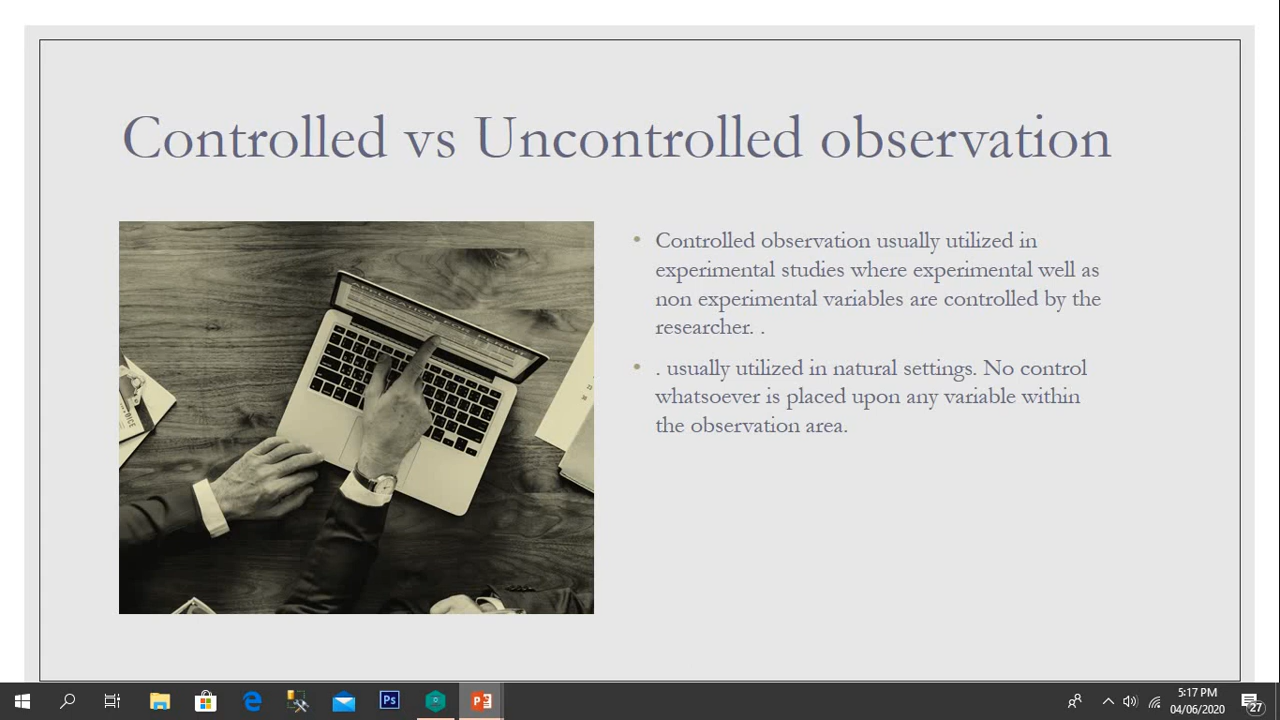 Controlled vs Uncontrolled observation
• Controlled observation usually utilized in
experimental studies where experimental well as
non experimental variables are controlled by the
researcher. .
• . usually utilized in natural settings. No control
whatsoever is placed upon any variable within
the observation area.
Ps
5:17 PM
04/06/2020
27